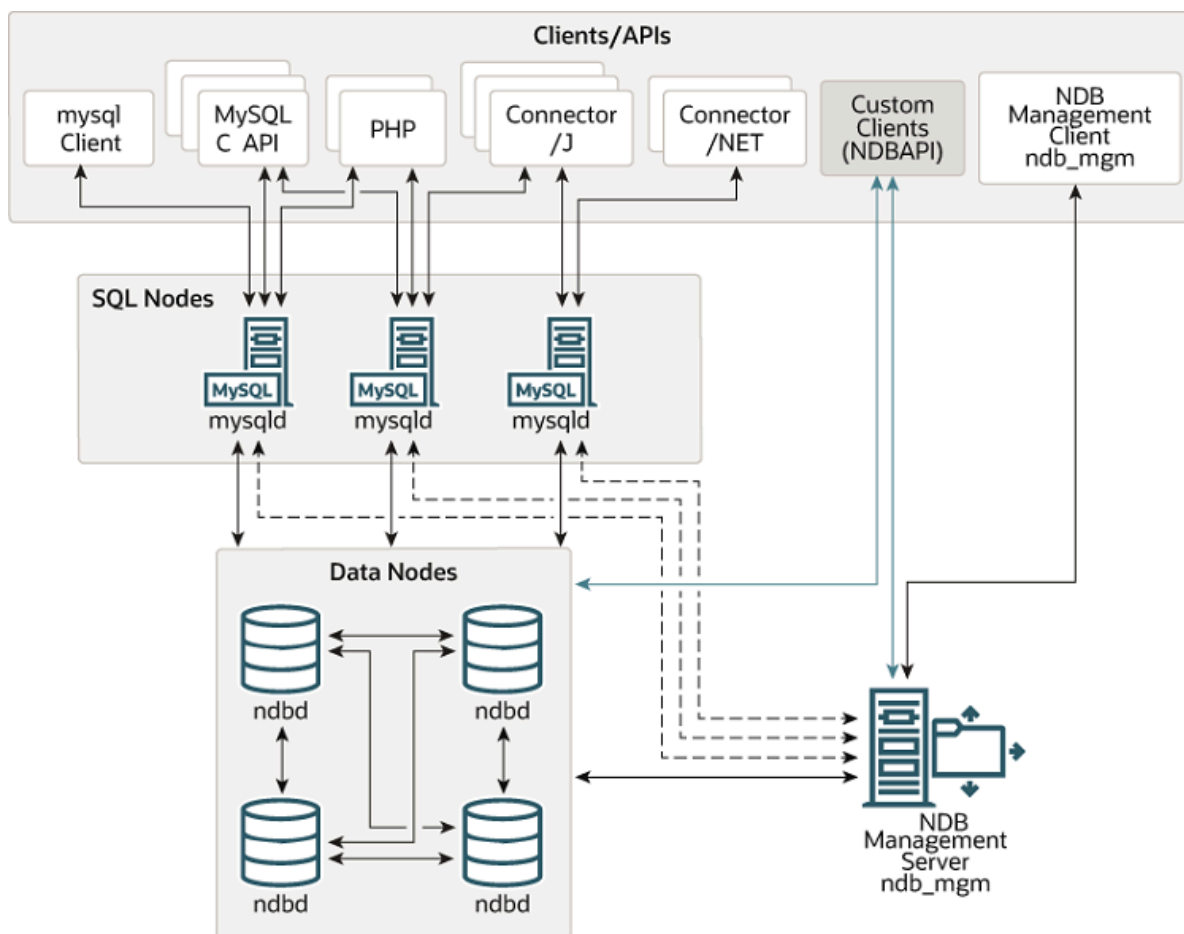 Clients/APIs
mysql
Client
MySQL
C API
PHP
Connector
/J
Connector
/NET
Custom
Clients
(NDBAPI)
NDB
Management
Client
ndb_mgm
SQL Nodes
MySQL
mysqld
MySQL
mysqld
MySQL
mysqld
Data Nodes
ndbd
ndbd
ndbd
ndbd
NDB
Management
Server
ndb_mgm